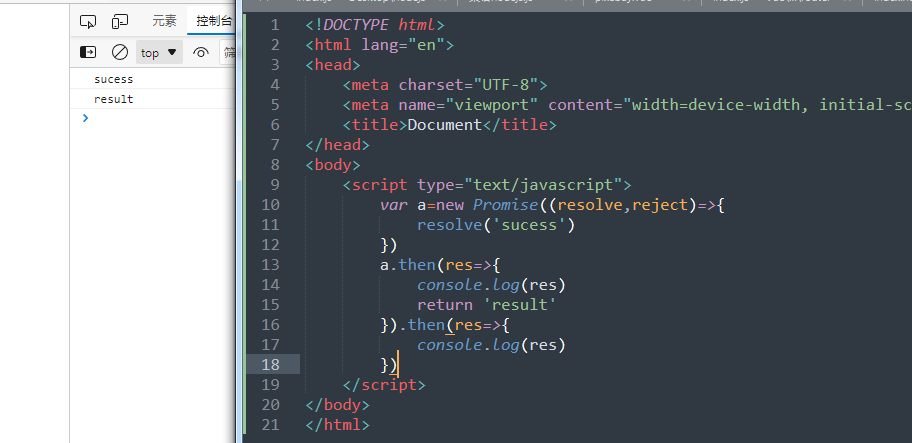 元素
控制台
top
筛
sucess
result
1 <!DOCTYPE html>
2 <html lang="en">
3 <head>
4 <meta charset="UTF-8">
5 <meta name="viewport" content="width=device-width, initial-sc
6 <title>Document</title>
7 </head>
8 <body>
9 <script type="text/javascript">
10 var a=new Promise((resolve,reject)=>{
11 resolve('sucess')
12 })
13 a.then(res=>{
14 console.log(res)
15 return 'result'
16 }).then(res=>{
17 console.log(res)
18 })
19 </script>
20 </body>
21 </html>